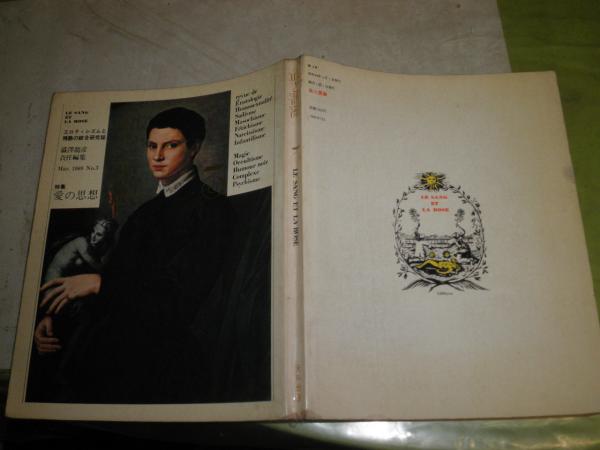 LE SANG
ET
LA ROSE
エロティシズムと
残酷の綜合研究誌
澁澤龍彦
責任編集
Mar. 1969 No.3
特集
愛の思想
revue de
Érotologie
Homosexualité
Sadisme
Masochisme
Fétichisme
Narcissisme
Infantilisme
Magie
Occultisme
Humour noir
Complexe
Psychisme
LE SANG ET LA ROSE
LE SANG
ET
LA ROSE